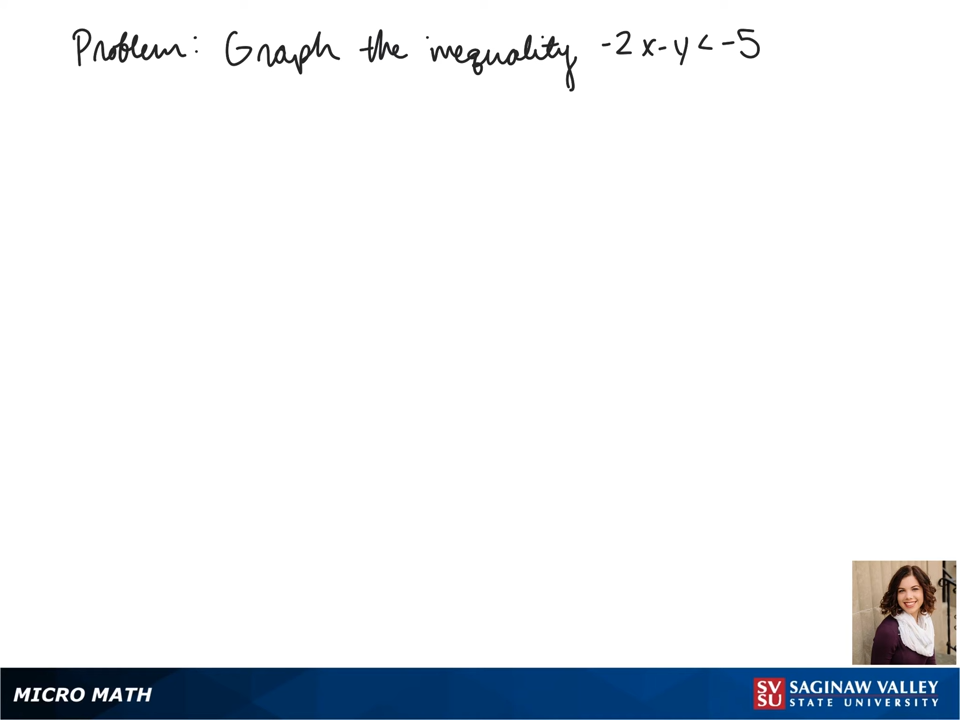 Problem: Graph the inequality -2x-y < -5
MICRO MATH
SV
SU
SAGINAW VALLEY
STATE UNIVERSITY